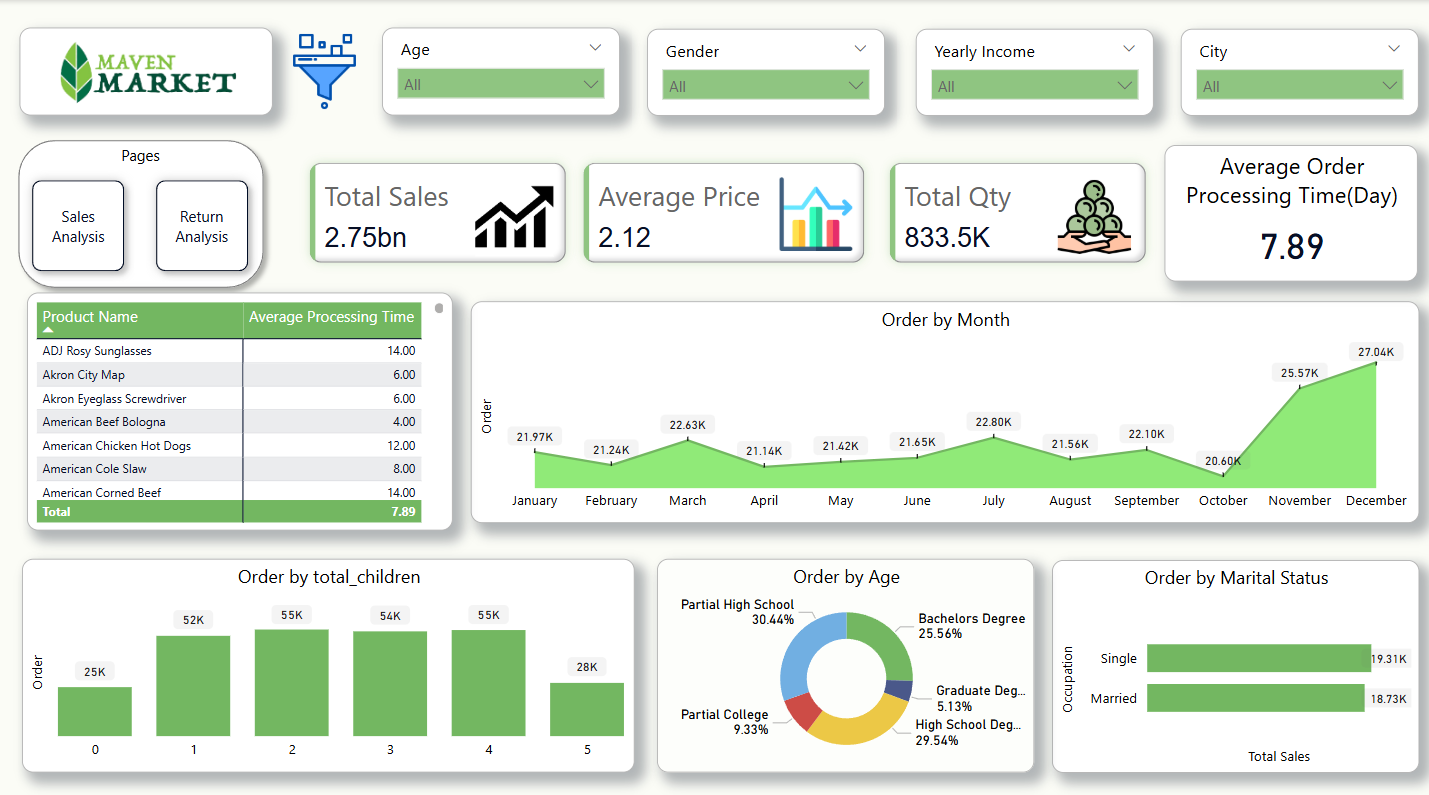 MAVEN
MARKET
Age
All
Gender
All
Yearly Income
All
City
All
Pages
Sales
Analysis
Return
Analysis
Total Sales
2.75bn
Average Price
2.12
Total Qty
833.5K
Average Order
Processing Time(Day)
7.89
Product Name Average Processing Time
ADJ Rosy Sunglasses 14.00
Akron City Map 6.00
Akron Eyeglass Screwdriver 6.00
American Beef Bologna 4.00
American Chicken Hot Dogs 12.00
American Cole Slaw 8.00
American Corned Beef 14.00
Total 7.89
Order by Month
Order
21.97K 21.24K 22.63K 21.14K 21.42K 21.65K 22.80K 21.56K 22.10K 20.60K 25.57K 27.04K
January February March April May June July August September October November December
Order by total_children
Order
25K 52K 55K 54K 55K 28K
0 1 2 3 4 5
Order by Age
Partial High School
30.44%
Bachelors Degree
25.56%
Graduate Deg...
5.13%
High School Deg...
29.54%
Partial College
9.33%
Order by Marital Status
Occupation
Single 19.31K
Married 18.73K
Total Sales